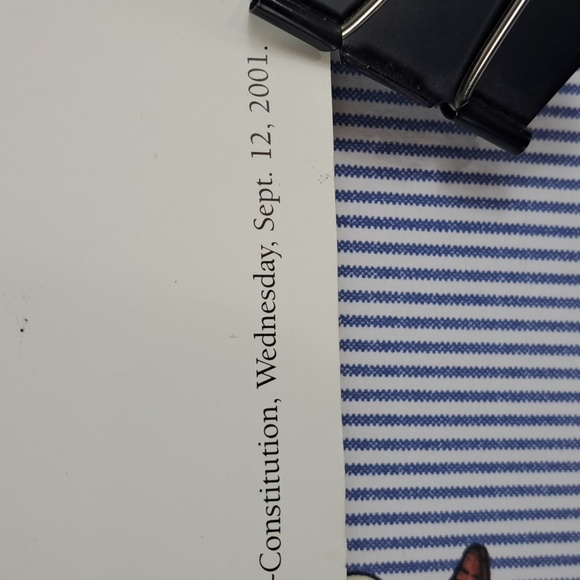 -Constitution, Wednesday, Sept. 12, 2001.